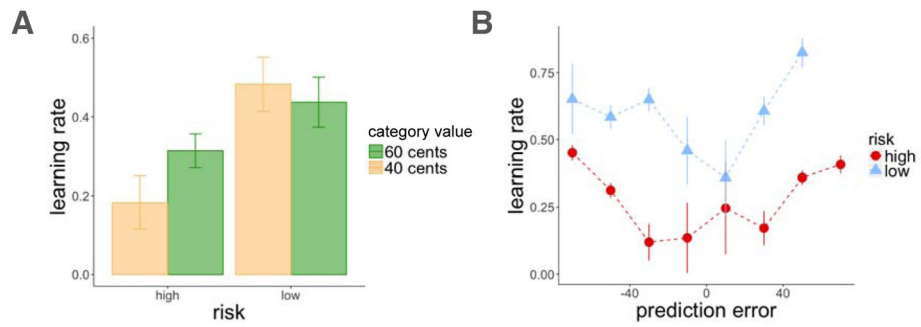 A
0.6
0.4
0.2
0.0
learning rate
high
low
risk
category value
60 cents
40 cents
B
0.75
0.50
0.25
0.00
learning rate
-40
0
40
prediction error
risk
high
low